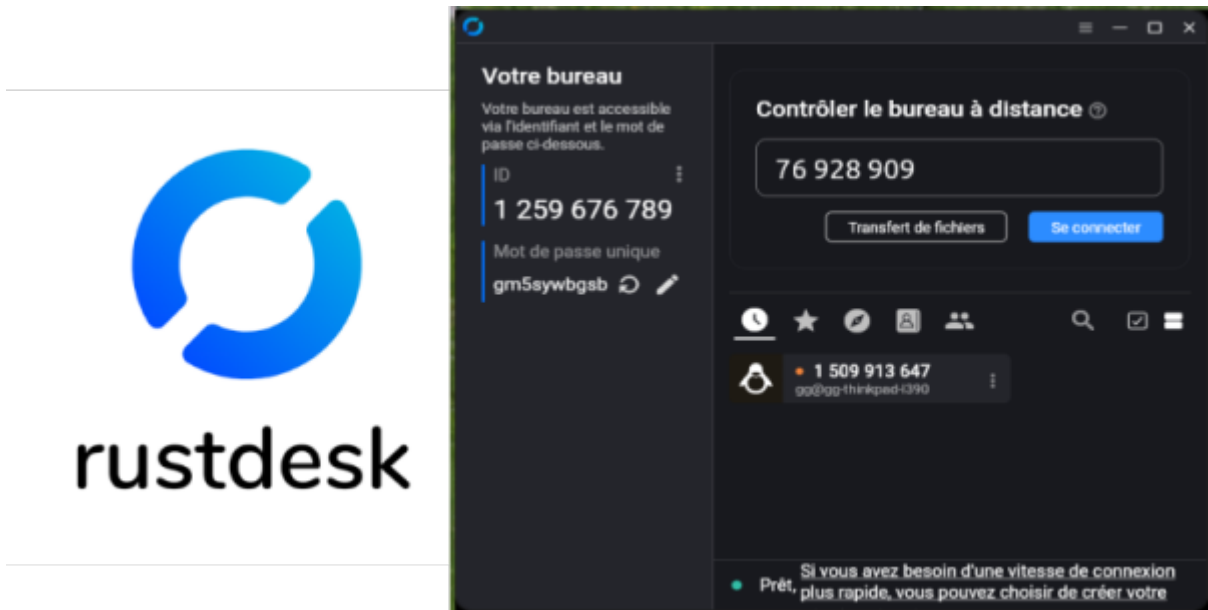 rustdesk
Votre bureau
Votre bureau est accessible
via l'identifiant et le mot de
passe ci-dessous.
ID
1 259 676 789
Mot de passe unique
gm5sywbgsb
Contrôler le bureau à distance
76 928 909
Transfert de fichiers
Se connecter
1 509 913 647
gg@gg-thinkpad-l390
Prêt,
Si vous avez besoin d'une vitesse de connexion
plus rapide, vous pouvez choisir de créer votre